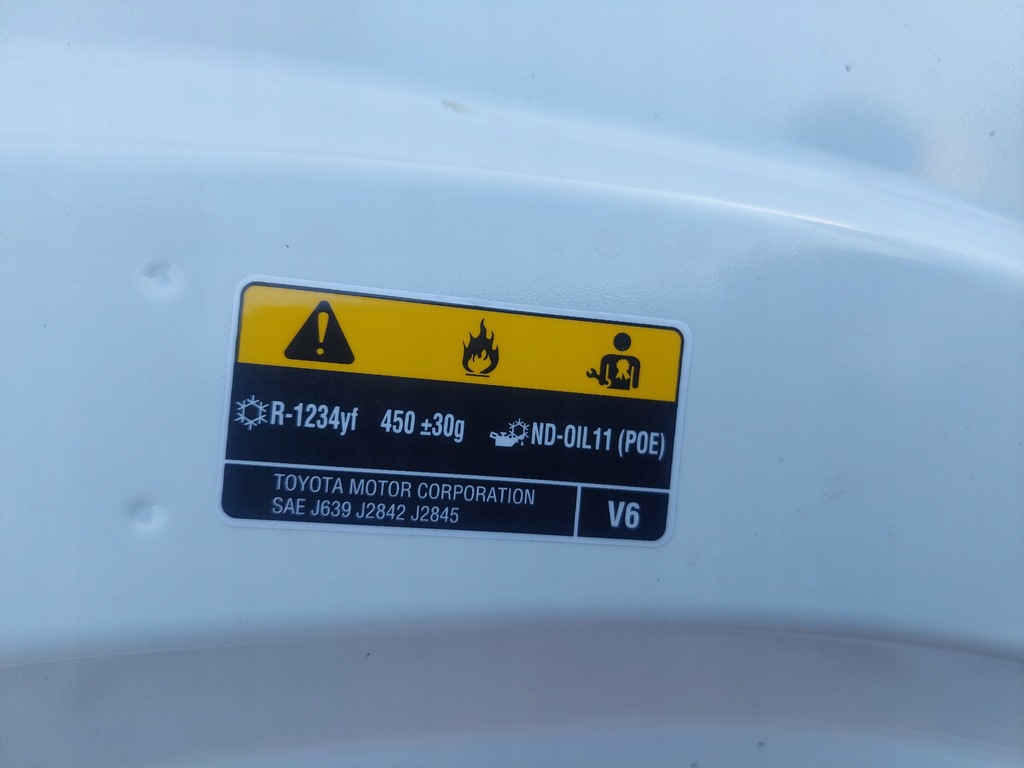 R-1234yf 450 ±30g ND-OIL11 (POE)
TOYOTA MOTOR CORPORATION
SAE J639 J2842 J2845
V6